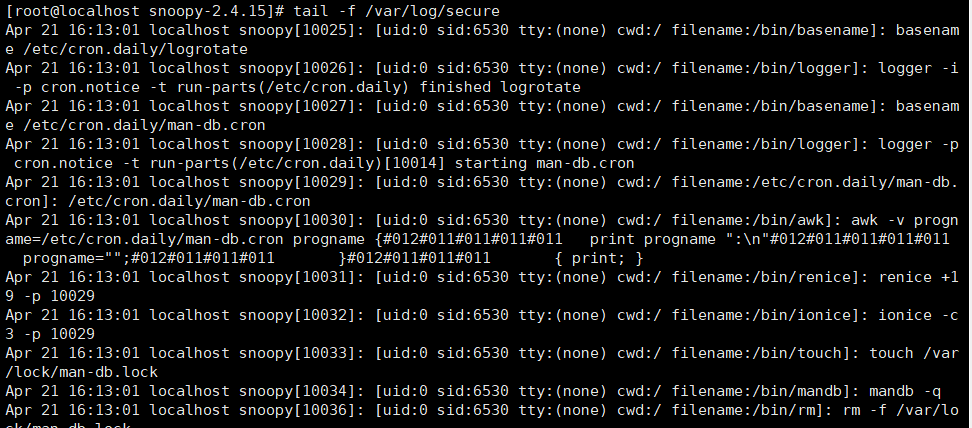 [root@localhost snoopy-2.4.15]# tail -f /var/log/secure
Apr 21 16:13:01 localhost snoopy[10025]: [uid:0 sid:6530 tty:(none) cwd:/ filename:/bin/basename]: basenam
e /etc/cron.daily/logrotate
Apr 21 16:13:01 localhost snoopy[10026]: [uid:0 sid:6530 tty:(none) cwd:/ filename:/bin/logger]: logger -i
 -p cron.notice -t run-parts(/etc/cron.daily) finished logrotate
Apr 21 16:13:01 localhost snoopy[10027]: [uid:0 sid:6530 tty:(none) cwd:/ filename:/bin/basename]: basenam
e /etc/cron.daily/man-db.cron
Apr 21 16:13:01 localhost snoopy[10028]: [uid:0 sid:6530 tty:(none) cwd:/ filename:/bin/logger]: logger -p
 cron.notice -t run-parts(/etc/cron.daily)[10014] starting man-db.cron
Apr 21 16:13:01 localhost snoopy[10029]: [uid:0 sid:6530 tty:(none) cwd:/ filename:/etc/cron.daily/man-db.
cron]: /etc/cron.daily/man-db.cron
Apr 21 16:13:01 localhost snoopy[10030]: [uid:0 sid:6530 tty:(none) cwd:/ filename:/bin/awk]: awk -v progn
ame=/etc/cron.daily/man-db.cron progname {#012#011#011#011#011   print progname ":\n"#012#011#011#011#011
  progname="";#012#011#011#011       }#012#011#011#011       { print; }
Apr 21 16:13:01 localhost snoopy[10031]: [uid:0 sid:6530 tty:(none) cwd:/ filename:/bin/renice]: renice +1
9 -p 10029
Apr 21 16:13:01 localhost snoopy[10032]: [uid:0 sid:6530 tty:(none) cwd:/ filename:/bin/ionice]: ionice -c
3 -p 10029
Apr 21 16:13:01 localhost snoopy[10033]: [uid:0 sid:6530 tty:(none) cwd:/ filename:/bin/touch]: touch /var
/lock/man-db.lock
Apr 21 16:13:01 localhost snoopy[10034]: [uid:0 sid:6530 tty:(none) cwd:/ filename:/bin/mandb]: mandb -q
Apr 21 16:13:01 localhost snoopy[10036]: [uid:0 sid:6530 tty:(none) cwd:/ filename:/bin/rm]: rm -f /var/lo
ck/man-db.lock